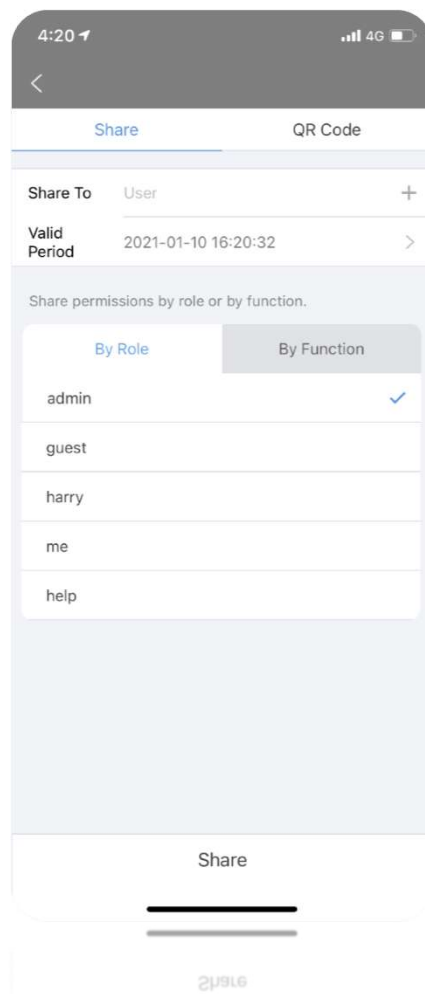 4:20 4G
Share QR Code
Share To User
Valid Period 2021-01-10 16:20:32
Share permissions by role or by function.
By Role By Function
admin
guest
harry
me
help
Share
Share